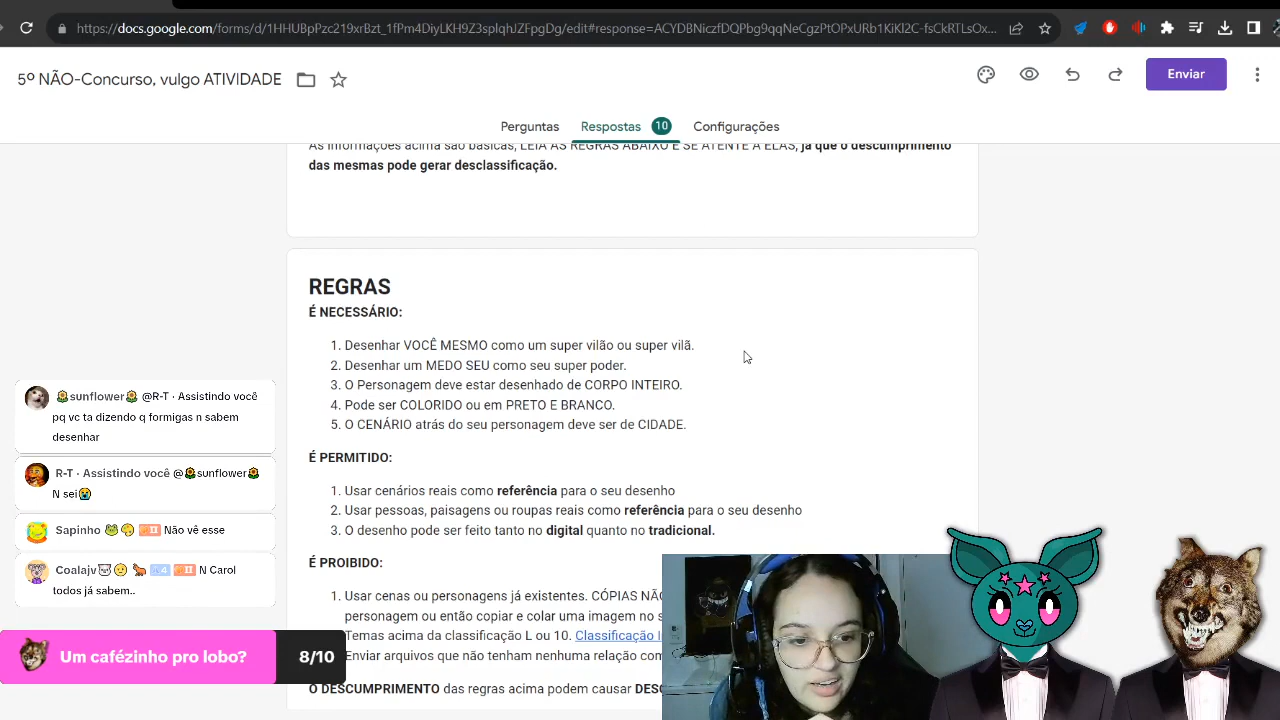 https://docs.google.com/forms/d/1HHUBpPzc219xrBzt_1fPm4DiyLKH9Z3splqhJZFpgDg/edit#response=ACYDBNiczfDQPbg9qqNeCgzPtOPxURb1KiKl2C-fsCkRTLsOx...
5º NÃO-Concurso, vulgo ATIVIDADE
Enviar
Perguntas Respostas 10 Configurações
As informações acima são básicas, LEIA AS REGRAS ABAIXO E SE ATENTE A ELAS, já que o descumprimento
das mesmas pode gerar desclassificação.
REGRAS
É NECESSÁRIO:
1. Desenhar VOCÊ MESMO como um super vilão ou super vilã.
2. Desenhar um MEDO SEU como seu super poder.
3. O Personagem deve estar desenhado de CORPO INTEIRO.
4. Pode ser COLORIDO ou em PRETO E BRANCO.
5. O CENÁRIO atrás do seu personagem deve ser de CIDADE.
É PERMITIDO:
1. Usar cenários reais como referência para o seu desenho
2. Usar pessoas, paisagens ou roupas reais como referência para o seu desenho
3. O desenho pode ser feito tanto no digital quanto no tradicional.
É PROIBIDO:
1. Usar cenas ou personagens já existentes. CÓPIAS NÃO
personagem ou então copiar e colar uma imagem no s
Temas acima da classificação L ou 10. Classificação I
Enviar arquivos que não tenham nenhuma relação com
O DESCUMPRIMENTO das regras acima podem causar DESC
sunflower @R-T · Assistindo você
pq vc ta dizendo q formigas n sabem
desenhar
R-T · Assistindo você @sunflower
N sei
Sapinho II Não vê esse
Coalajv 4 II N Carol
todos já sabem..
Um cafézinho pro lobo? 8/10